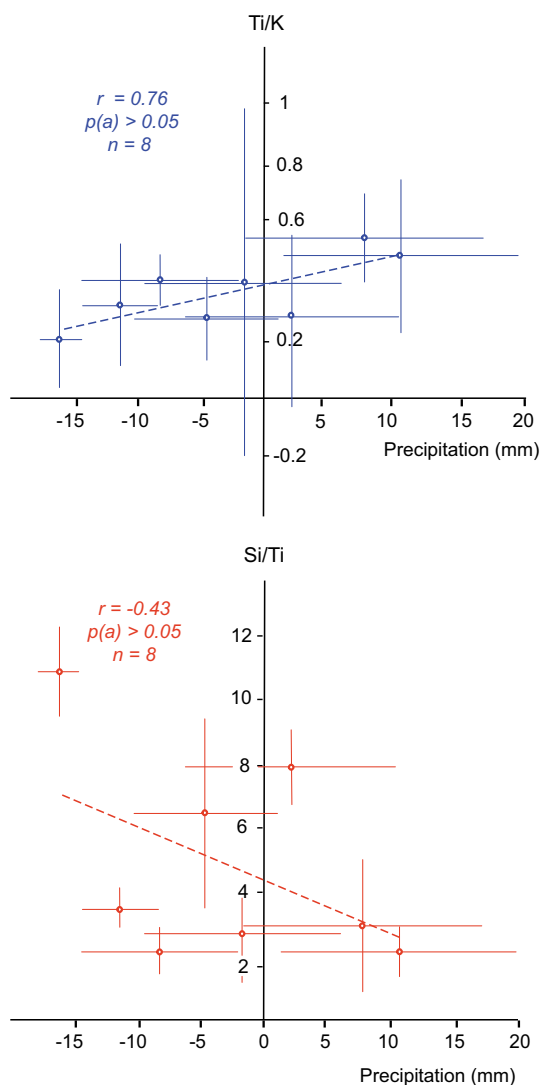 Ti/K
r = 0.76
p(a) > 0.05
n = 8
1
0.8
0.6
0.2
-15 -10 -5 0 5 10 15 20
-0.2
Precipitation (mm)
Si/Ti
r = -0.43
p(a) > 0.05
n = 8
12
10
8
6
4
2
-15 -10 -5 0 5 10 15 20
Precipitation (mm)